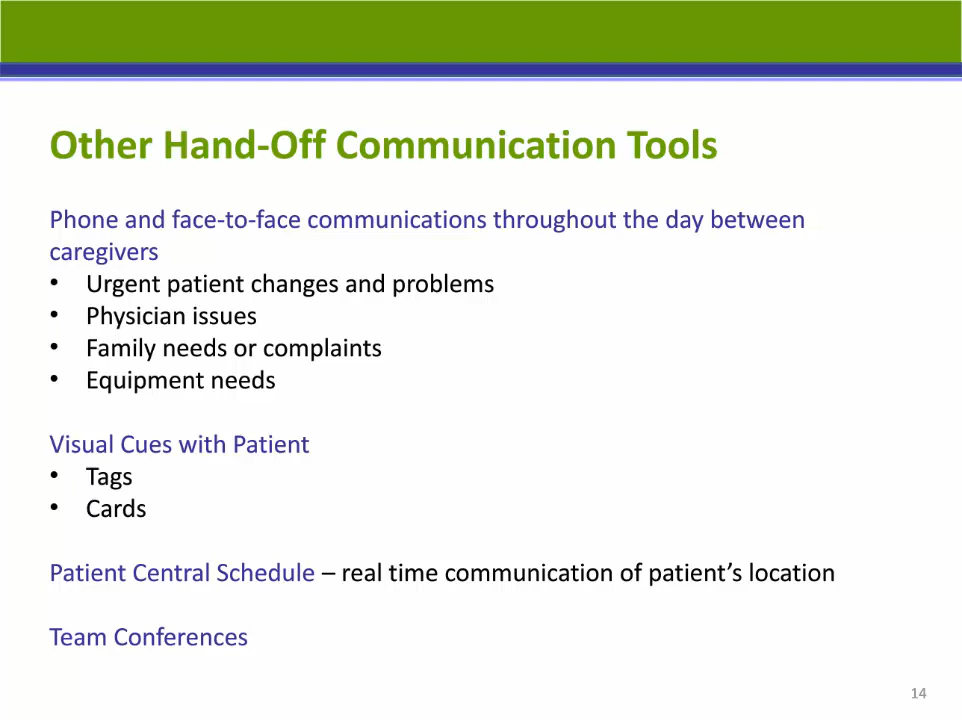 Other Hand-Off Communication Tools
Phone and face-to-face communications throughout the day between
caregivers
• Urgent patient changes and problems
• Physician issues
• Family needs or complaints
• Equipment needs
Visual Cues with Patient
• Tags
• Cards
Patient Central Schedule – real time communication of patient’s location
Team Conferences
14